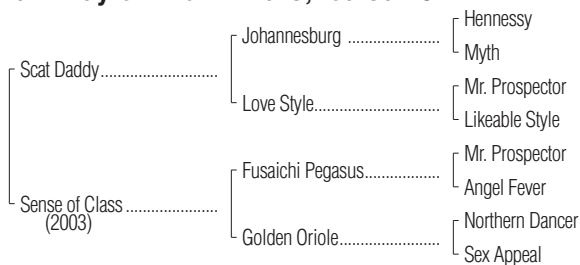 Hennessy
Johannesburg ....................
Myth
Scat Daddy..........................
Mr. Prospector
Love Style............................
Likeable Style
Mr. Prospector
Fusaichi Pegasus.................
Angel Fever
Sense of Class .....................
(2003)
Northern Dancer
Golden Oriole.......................
Sex Appeal